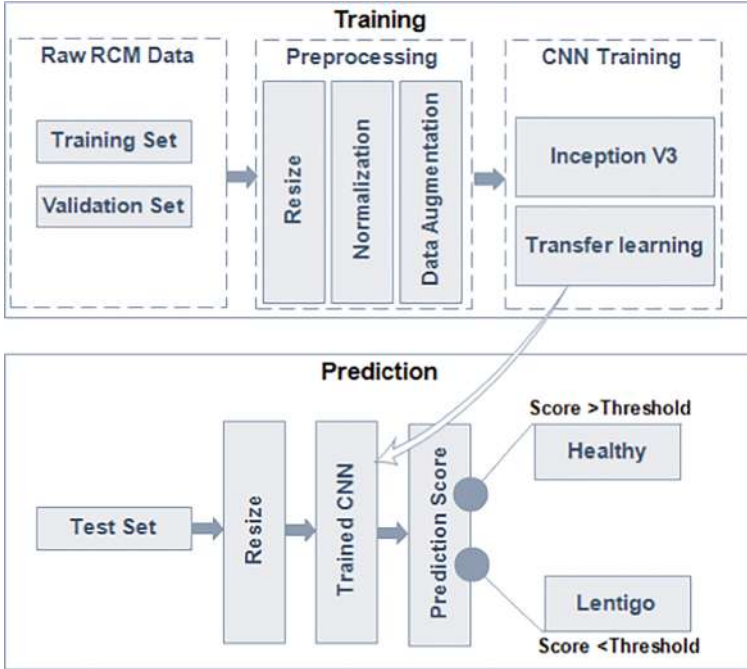 Training
Raw RCM Data
Training Set
Validation Set
Preprocessing
Resize
Normalization
Data Augmentation
CNN Training
Inception V3
Transfer learning
Prediction
Test Set
Resize
Trained CNN
Prediction Score
Score >Threshold
Healthy
Lentigo
Score <Threshold